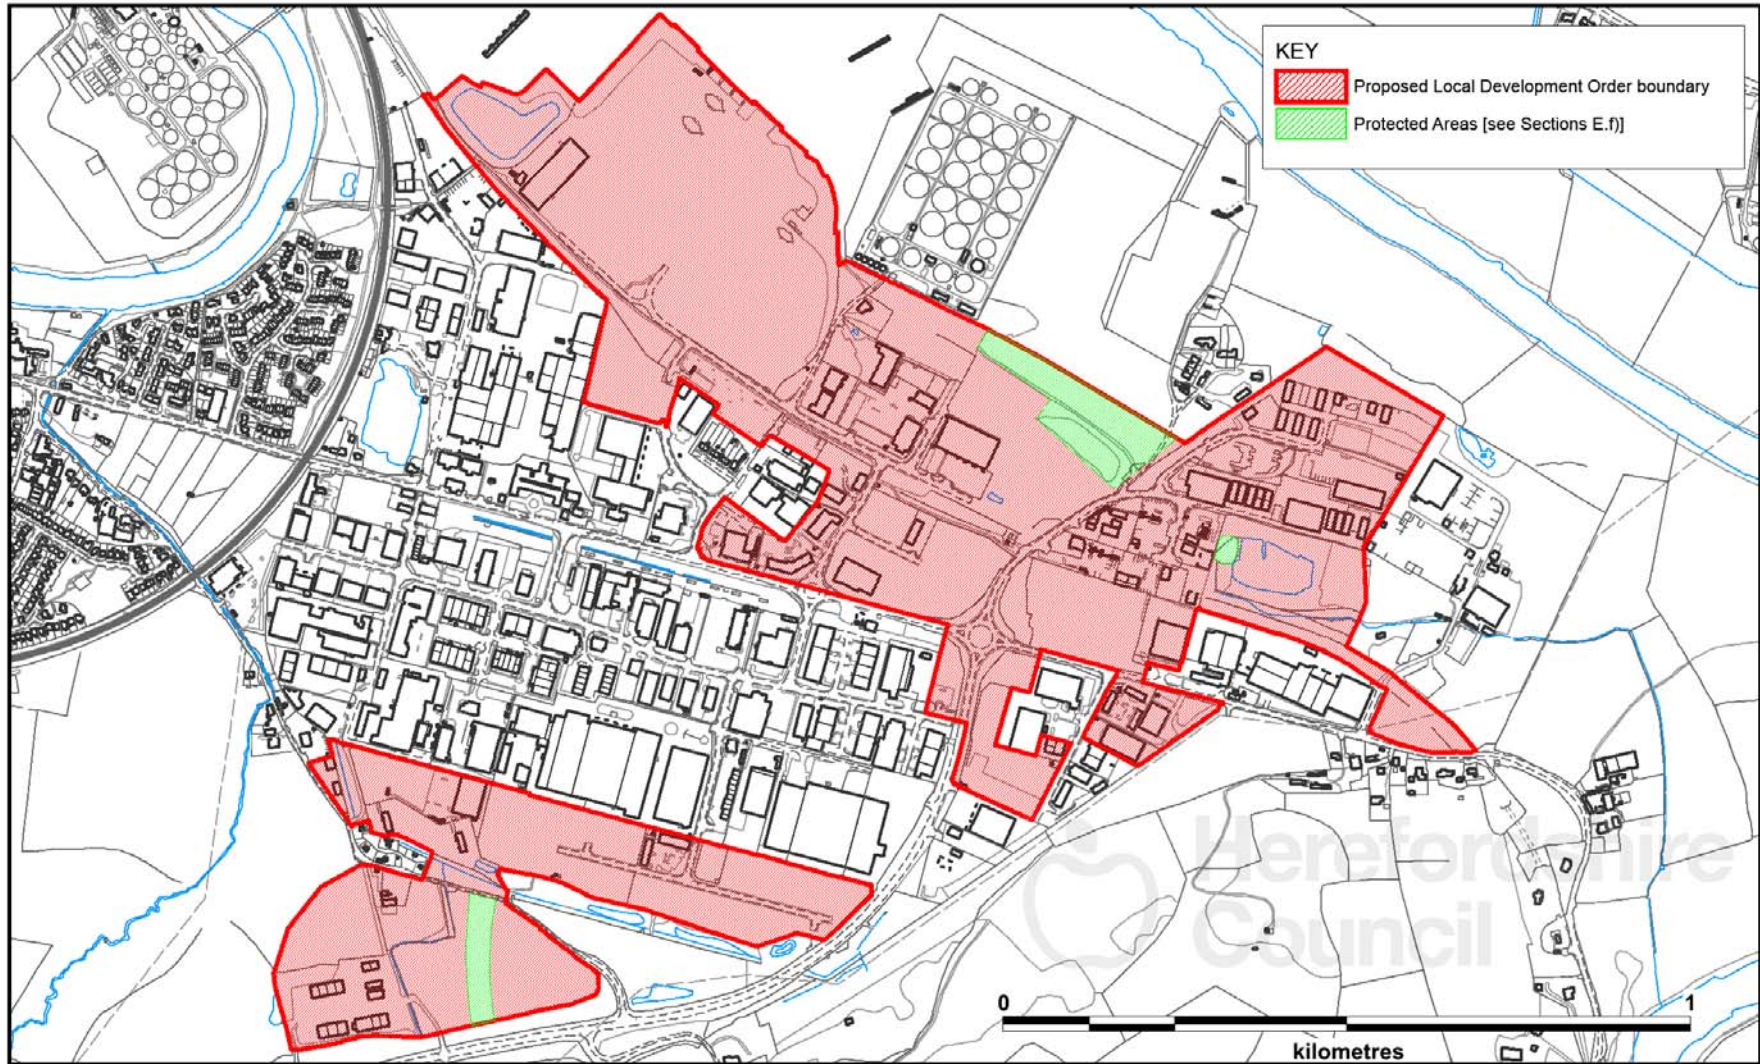 KEY
Proposed Local Development Order boundary
Protected Areas [see Sections E.f)]
Herefordshire
Council
0
1
kilometres